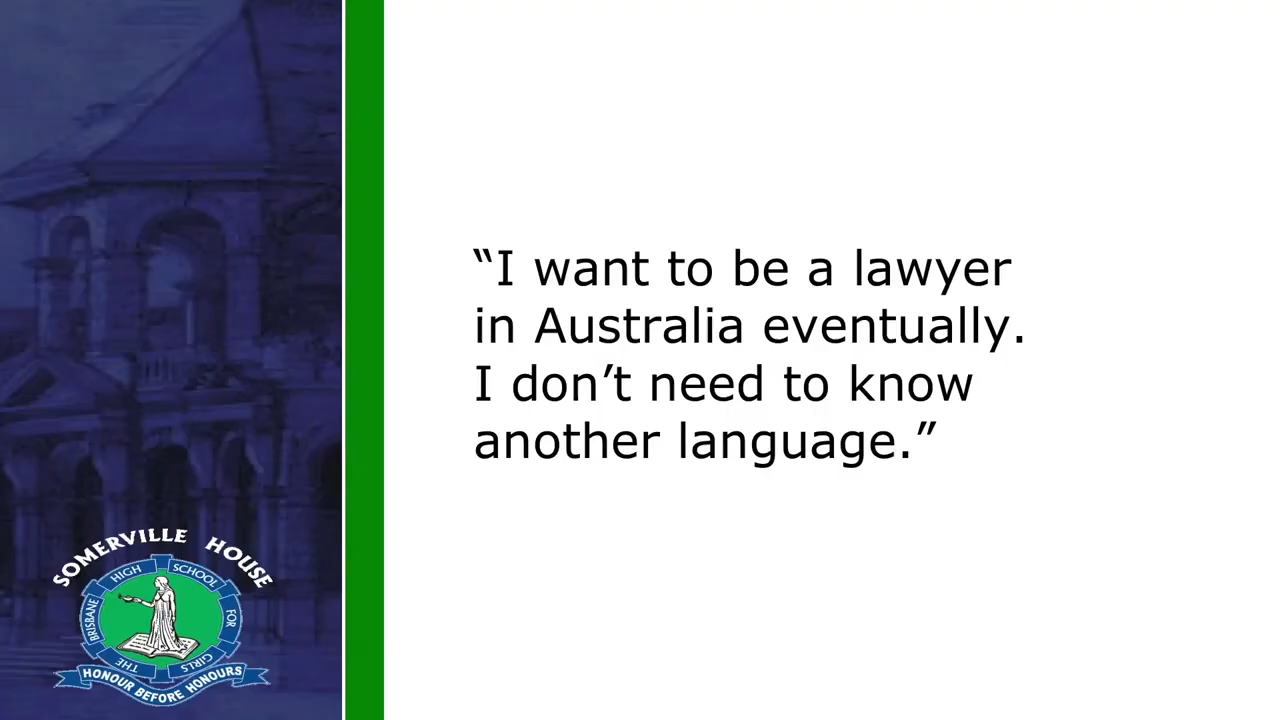 “I want to be a lawyer
in Australia eventually.
I don’t need to know
another language.”
SOMERVILLE HOUSE
THE BRISBANE HIGH SCHOOL FOR GIRLS
HONOUR BEFORE HONOURS